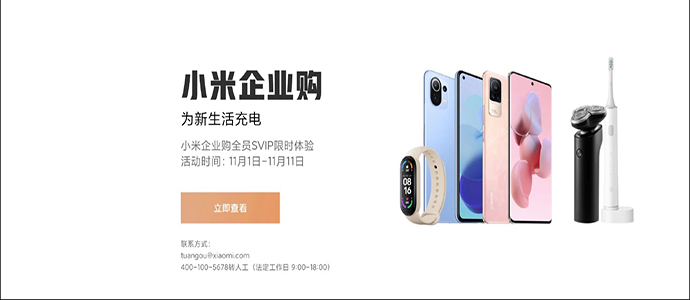 小米企业购
为新生活充电
小米企业购全员SVIP限时体验
活动时间：11月1日-11月11日
立即查看
联系方式：
tuangou@xiaomi.com
400-100-5678转人工（法定工作日 9:00-18:00）
08
16